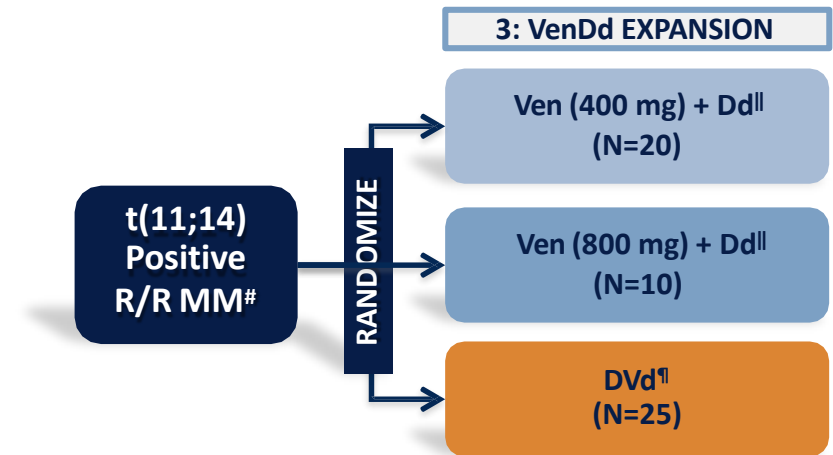 3: VenDd EXPANSION
Ven (400 mg) + Dd||
(N=20)
t(11;14)
Positive
R/R MM#
RANDOMIZE
Ven (800 mg) + Dd||
(N=10)
DVd¶
(N=25)